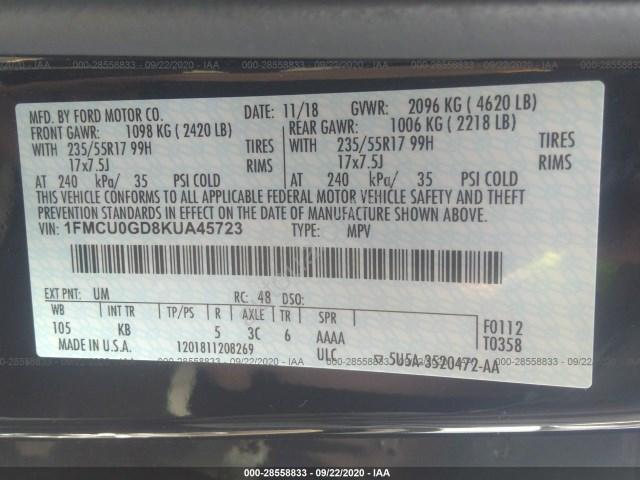 000-28558833 - 09/22/2020 - IAA
MFD. BY FORD MOTOR CO. DATE: 11/18 GVWR: 2096 KG ( 4620 LB)
FRONT GAWR: 1098 KG ( 2420 LB) REAR GAWR: 1006 KG ( 2218 LB)
WITH 235/55R17 99H TIRES WITH 235/55R17 99H TIRES
17x7.5J RIMS 17x7.5J RIMS
AT 240 kPa/ 35 PSI COLD AT 240 kPa/ 35 PSI COLD
THIS VEHICLE CONFORMS TO ALL APPLICABLE FEDERAL MOTOR VEHICLE SAFETY AND THEFT
PREVENTION STANDARDS IN EFFECT ON THE DATE OF MANUFACTURE SHOWN ABOVE.
VIN: 1FMCU0GD8KUA45723 TYPE: MPV
EXT PNT: UM RC: 48 DSO:
WB INT TR TP/PS R AXLE TR SPR
105 KB 5 3C 6 AAAA F0112
ULC T0358
MADE IN U.S.A. 1201811208269 5U5A-3520472-AA
000-28558833 - 09/22/2020 - IAA